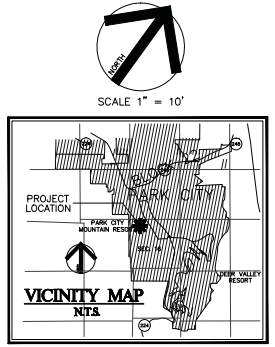 NORTH
SCALE 1" = 10'
224
248
PARK CITY
PROJECT
LOCATION
PARK CITY
MOUNTAIN RESORT
SEC. 16
DEER VALLEY
RESORT
VICINITY MAP
N.T.S.
224